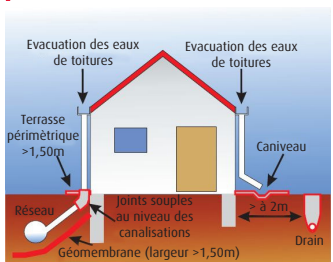 Evacuation des eaux
de toitures
Evacuation des eaux
de toitures
Terrasse
périmètrique
>1,50m
Caniveau
Réseau
Joints souples
au niveau des
canalisations
> à 2m
Drain
Géomembrane (largeur >1,50m)